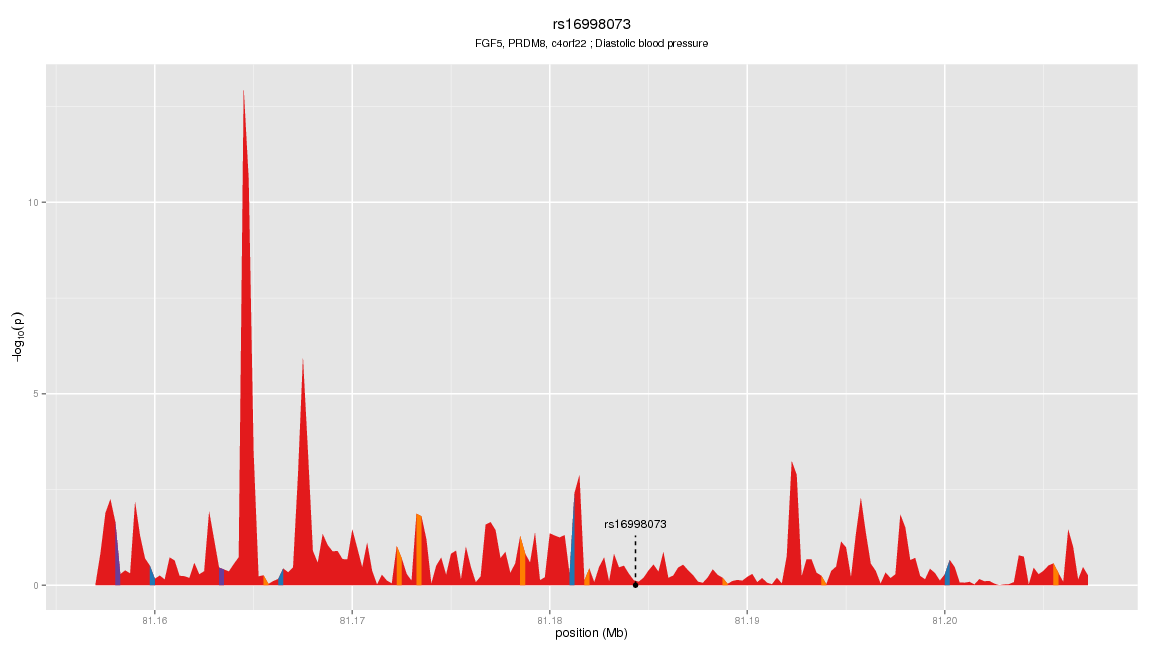 rs16998073
FGF5, PRDM8, c4orf22 ; Diastolic blood pressure
10
5
0
-log10(p)
rs16998073
81.16
81.17
81.18
81.19
81.20
position (Mb)